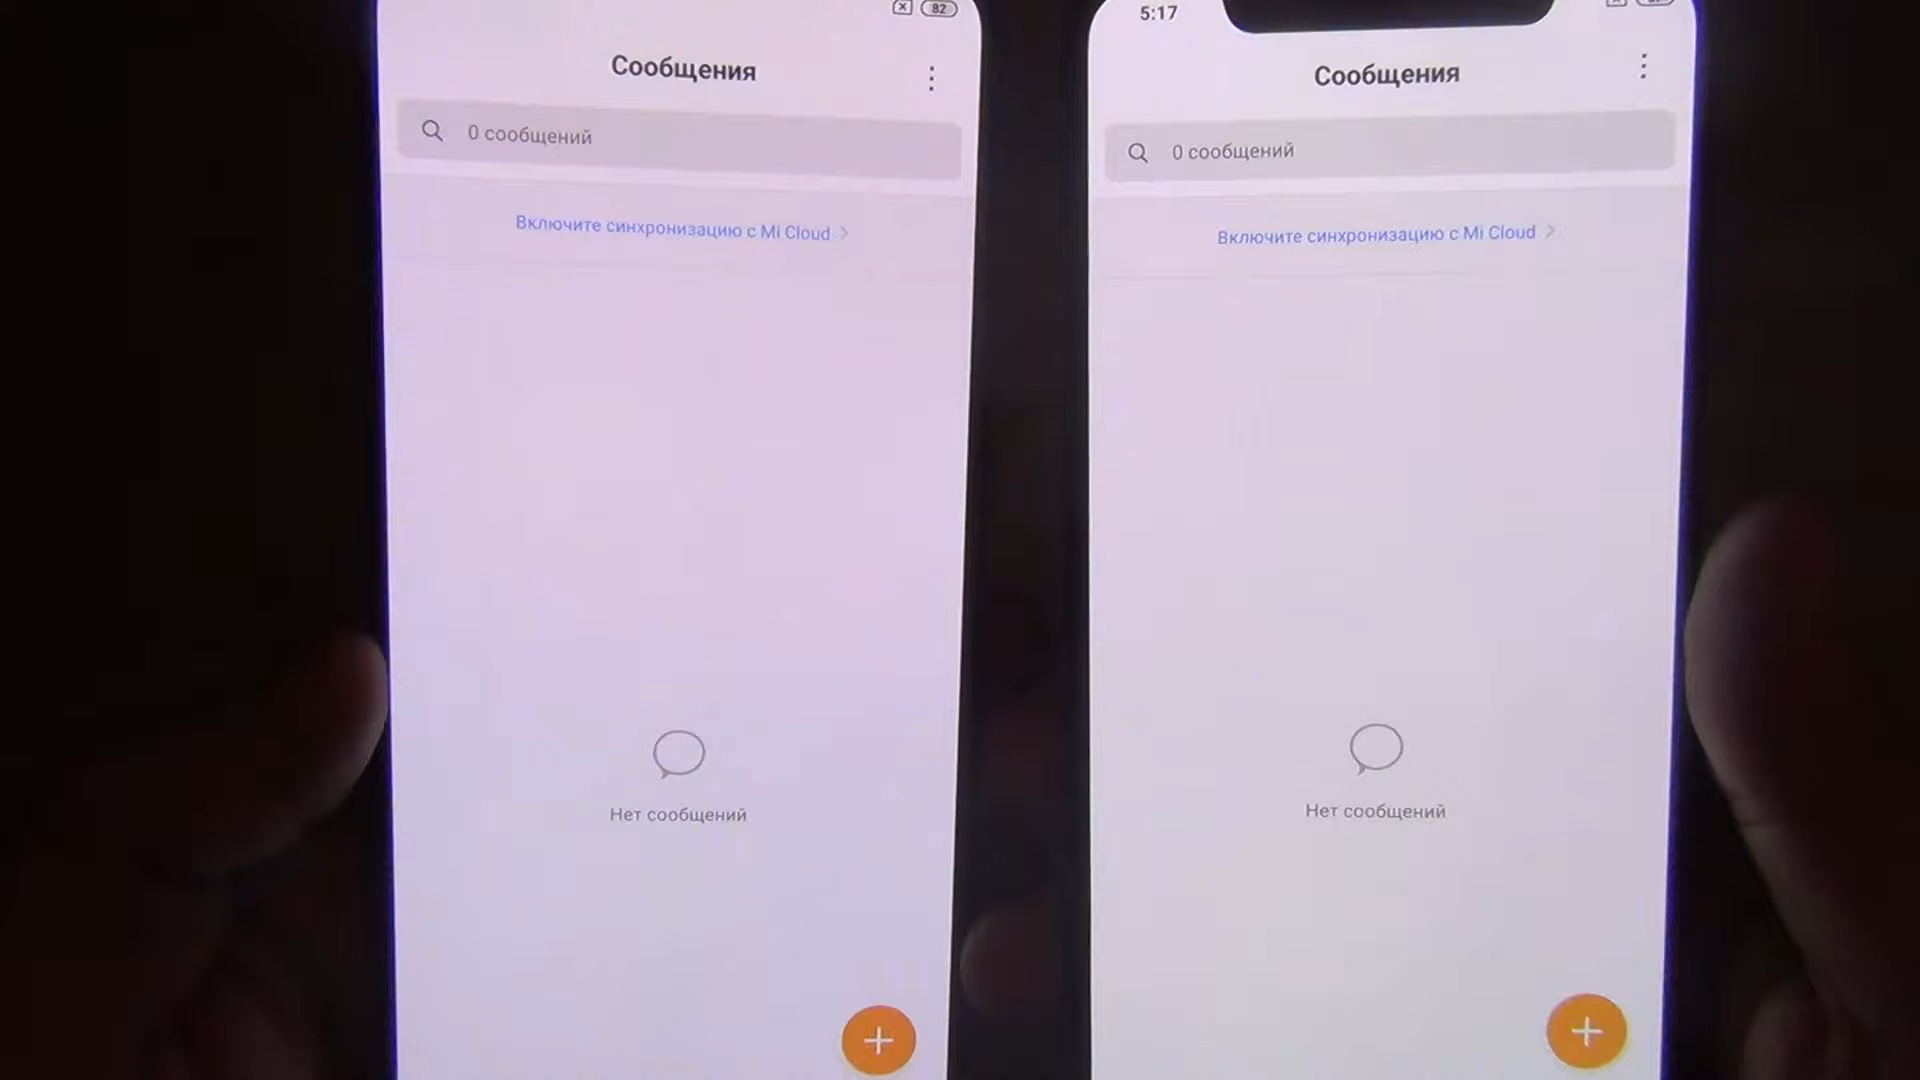 82
Сообщения
0 сообщений
Включите синхронизацию с Mi Cloud
Нет сообщений
5:17
Сообщения
0 сообщений
Включите синхронизацию с Mi Cloud
Нет сообщений